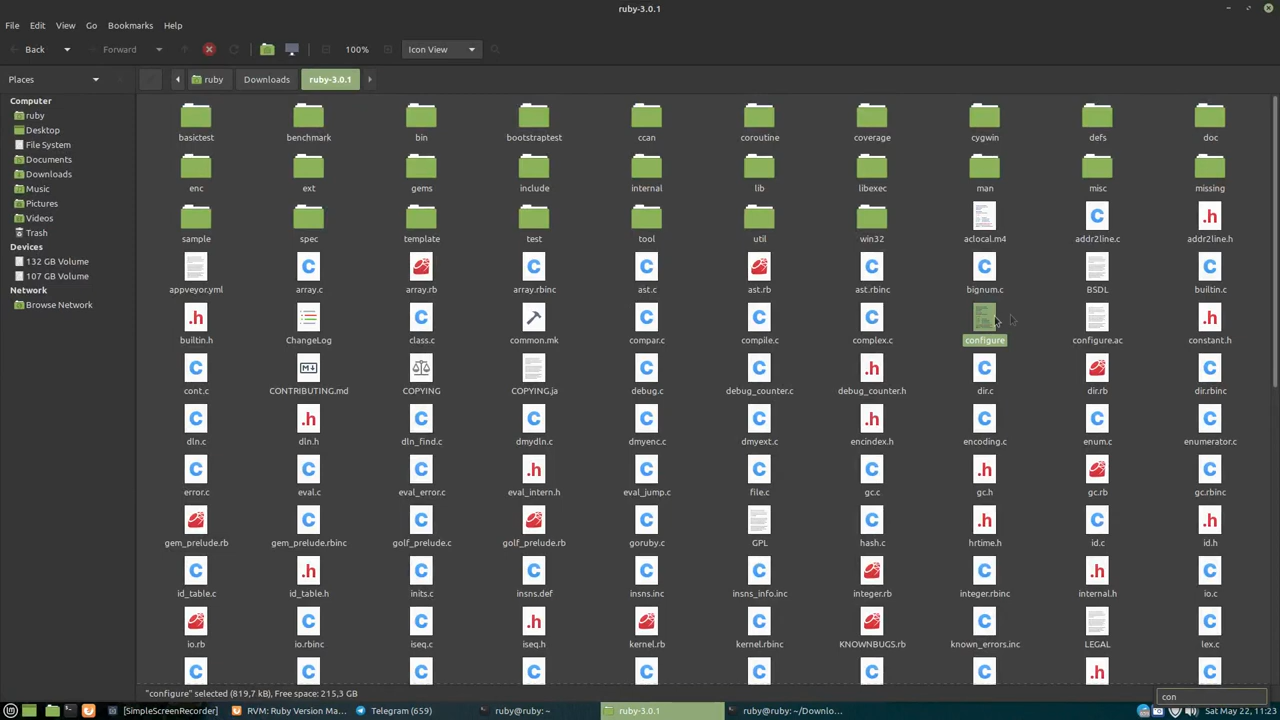 ruby-3.0.1
File Edit View Go Bookmarks Help
Back Forward 100% Icon View
Places ruby Downloads ruby-3.0.1
Computer
ruby
Desktop
File System
Documents
Downloads
Music
Pictures
Videos
Trash
Devices
132 GB Volume
107 GB Volume
Network
Browse Network
basictest benchmark bin bootstraptest ccan coroutine coverage cygwin defs doc
enc ext gems include internal lib libexec man misc missing
sample spec template test tool util win32 aclocal.m4 addr2line.c addr2line.h
appveyor.yml array.c array.rb array.rbinc ast.c ast.rb ast.rbinc bignum.c BSDL builtin.c
builtin.h ChangeLog class.c common.mk compar.c compile.c complex.c configure configure.ac constant.h
cont.c CONTRIBUTING.md COPYING COPYING.ja debug.c debug_counter.c debug_counter.h dir.c dir.rb dir.rbinc
dln.c dln.h dln_find.c dmydln.c dmyenc.c dmyext.c encindex.h encoding.c enum.c enumerator.c
error.c eval.c eval_error.c eval_intern.h eval_jump.c file.c gc.c gc.h gc.rb gc.rbinc
gem_prelude.rb gem_prelude.rbinc golf_prelude.c golf_prelude.rb goruby.c GPL hash.c hrtime.h id.c id.h
id_table.c id_table.h inits.c insns.def insns.inc insns_info.inc integer.rb integer.rbinc internal.h io.c
io.rb io.rbinc iseq.c iseq.h kernel.rb kernel.rbinc KNOWNBUGS.rb known_errors.inc LEGAL lex.c
"configure" selected (819,7 kB), Free space: 215,3 GB con
[SimpleScreenRecorder] RVM: Ruby Version Ma... Telegram (659) ruby@ruby: ~ ruby-3.0.1 ruby@ruby: ~/Downlo... Sat May 22, 11:23